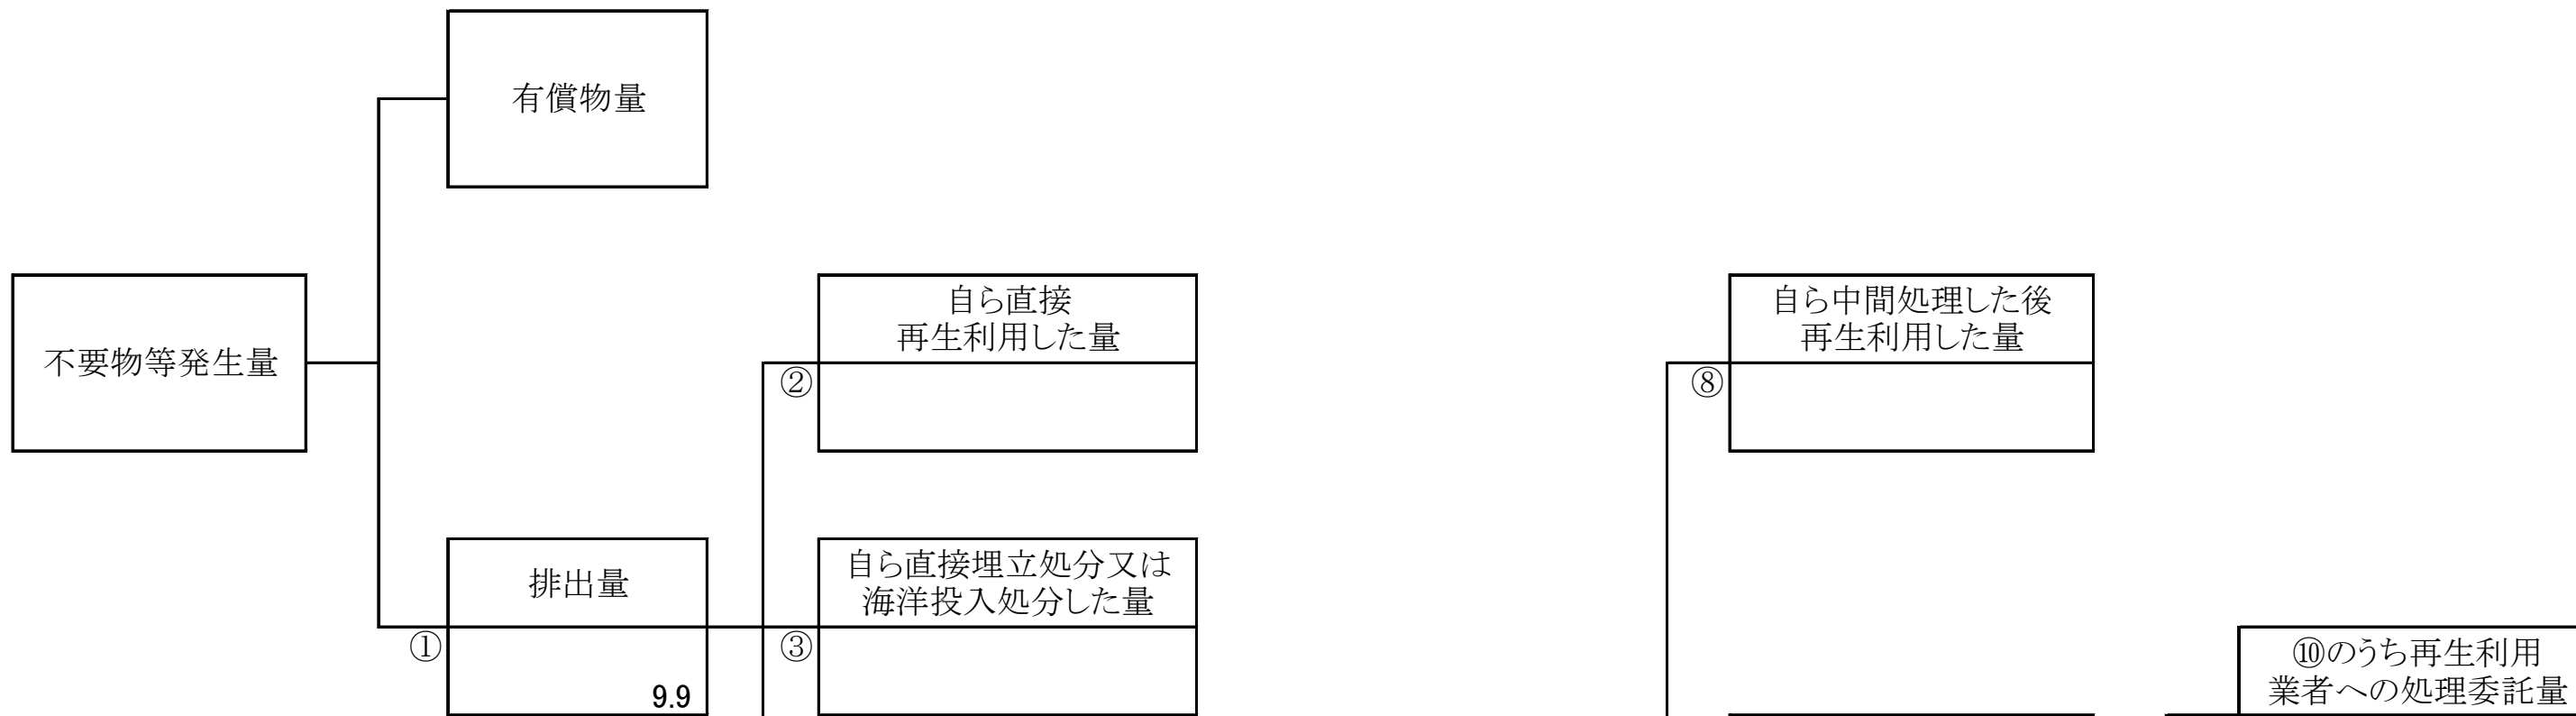 有償物量
自ら直接
再生利用した量
自ら中間処理した後
再生利用した量
不要物等発生量
②
⑧
排出量
自ら直接埋立処分又は
海洋投入処分した量
①
③
9.9
⑩のうち再生利用
業者への処理委託量